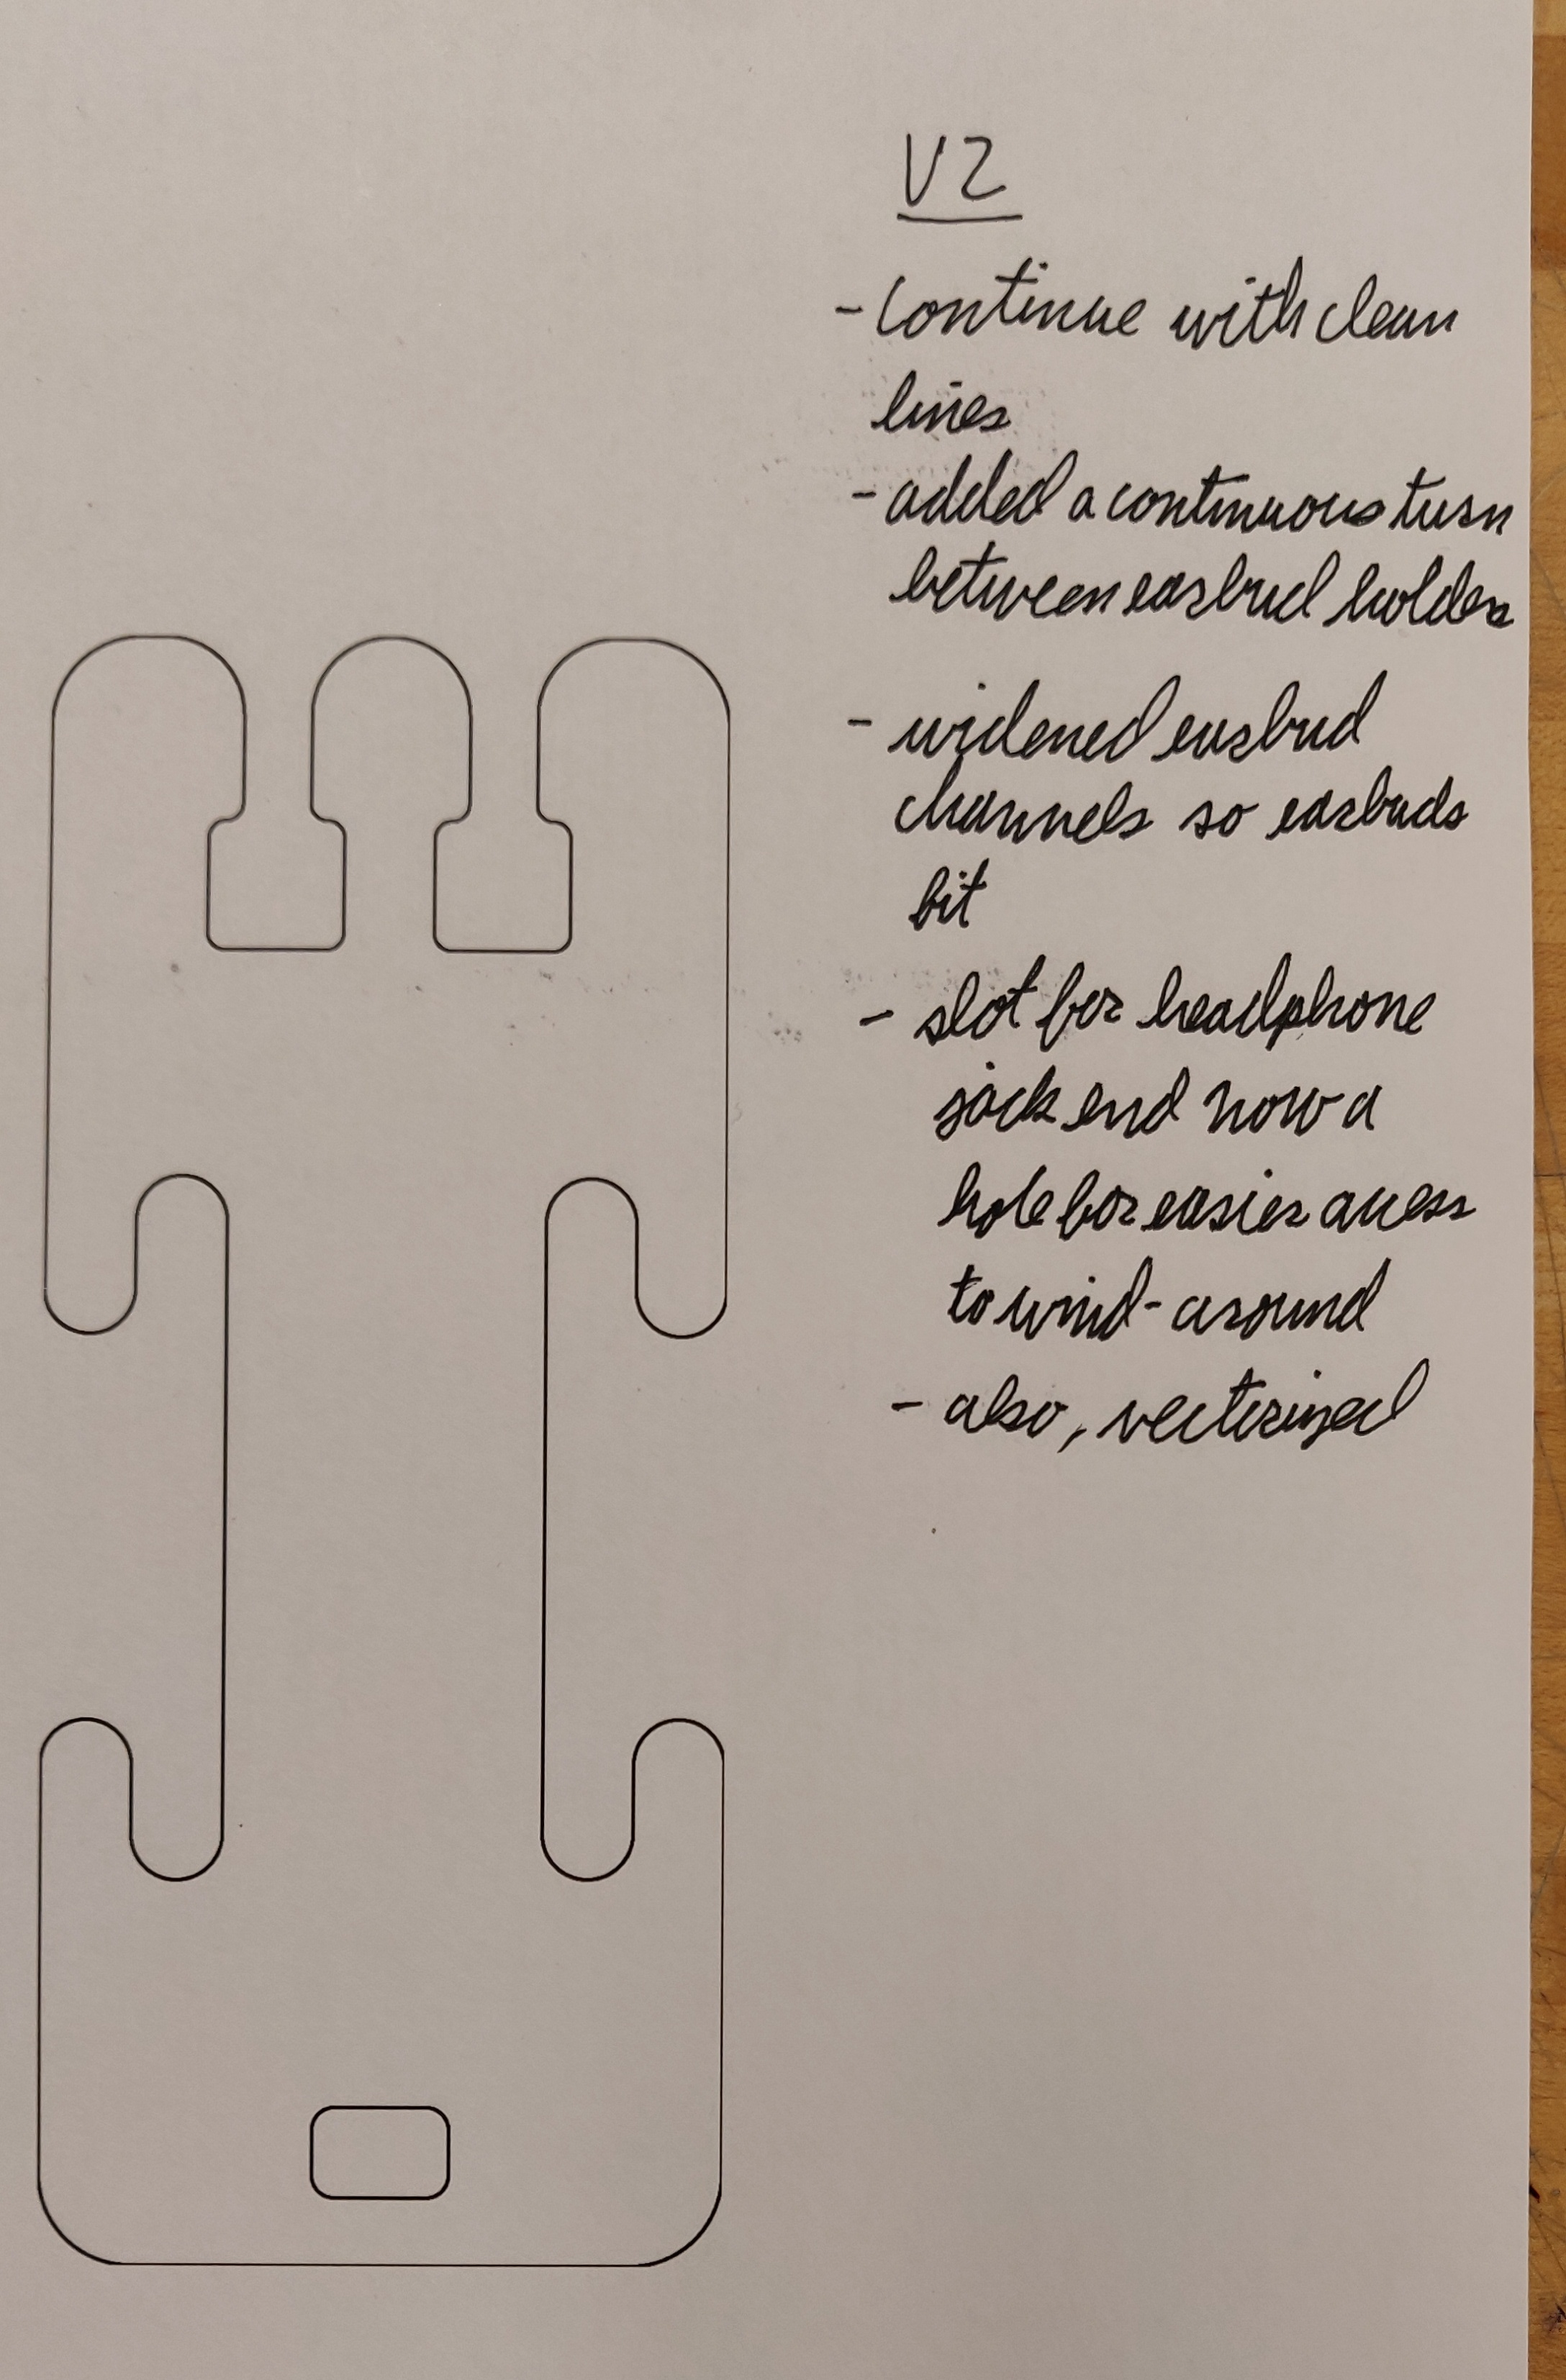 V2
- continue with clean
lines
- added a continuous turn
between earbud holders
- widened earbud
channels so earbuds
fit
- slot for headphone
jack end now a
hole for easier access
to wind-around
- also, vectorized